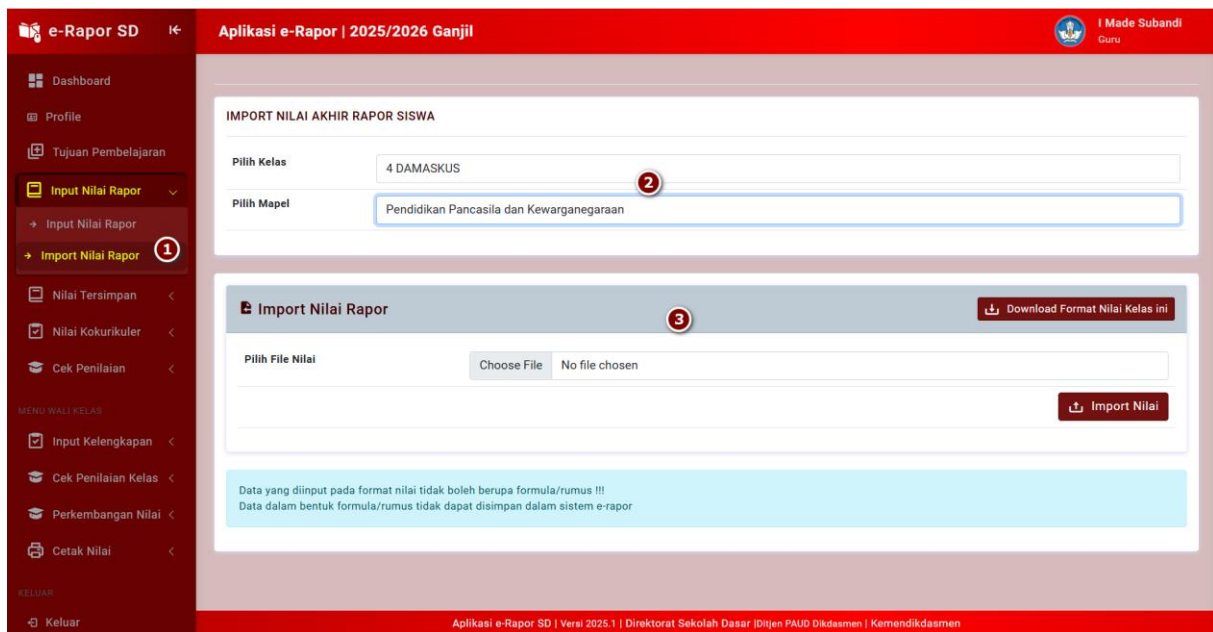 e-Rapor SD
Aplikasi e-Rapor | 2025/2026 Ganjil
I Made Subandi
Guru
Dashboard
Profile
Tujuan Pembelajaran
Input Nilai Rapor
Input Nilai Rapor
Import Nilai Rapor
1
Nilai Tersimpan
Nilai Kokurikuler
Cek Penilaian
MENU WALI KELAS
Input Kelengkapan
Cek Penilaian Kelas
Perkembangan Nilai
Cetak Nilai
KELUAR
Keluar
IMPORT NILAI AKHIR RAPOR SISWA
Pilih Kelas
4 DAMASKUS
2
Pilih Mapel
Pendidikan Pancasila dan Kewarganegaraan
Import Nilai Rapor
3
Download Format Nilai Kelas ini
Pilih File Nilai
Choose File No file chosen
Import Nilai
Data yang diinput pada format nilai tidak boleh berupa formula/rumus !!!
Data dalam bentuk formula/rumus tidak dapat disimpan dalam sistem e-rapor
Aplikasi e-Rapor SD | Versi 2025.1 | Direktorat Sekolah Dasar |Ditjen PAUD Dikdasmen | Kemendikdasmen